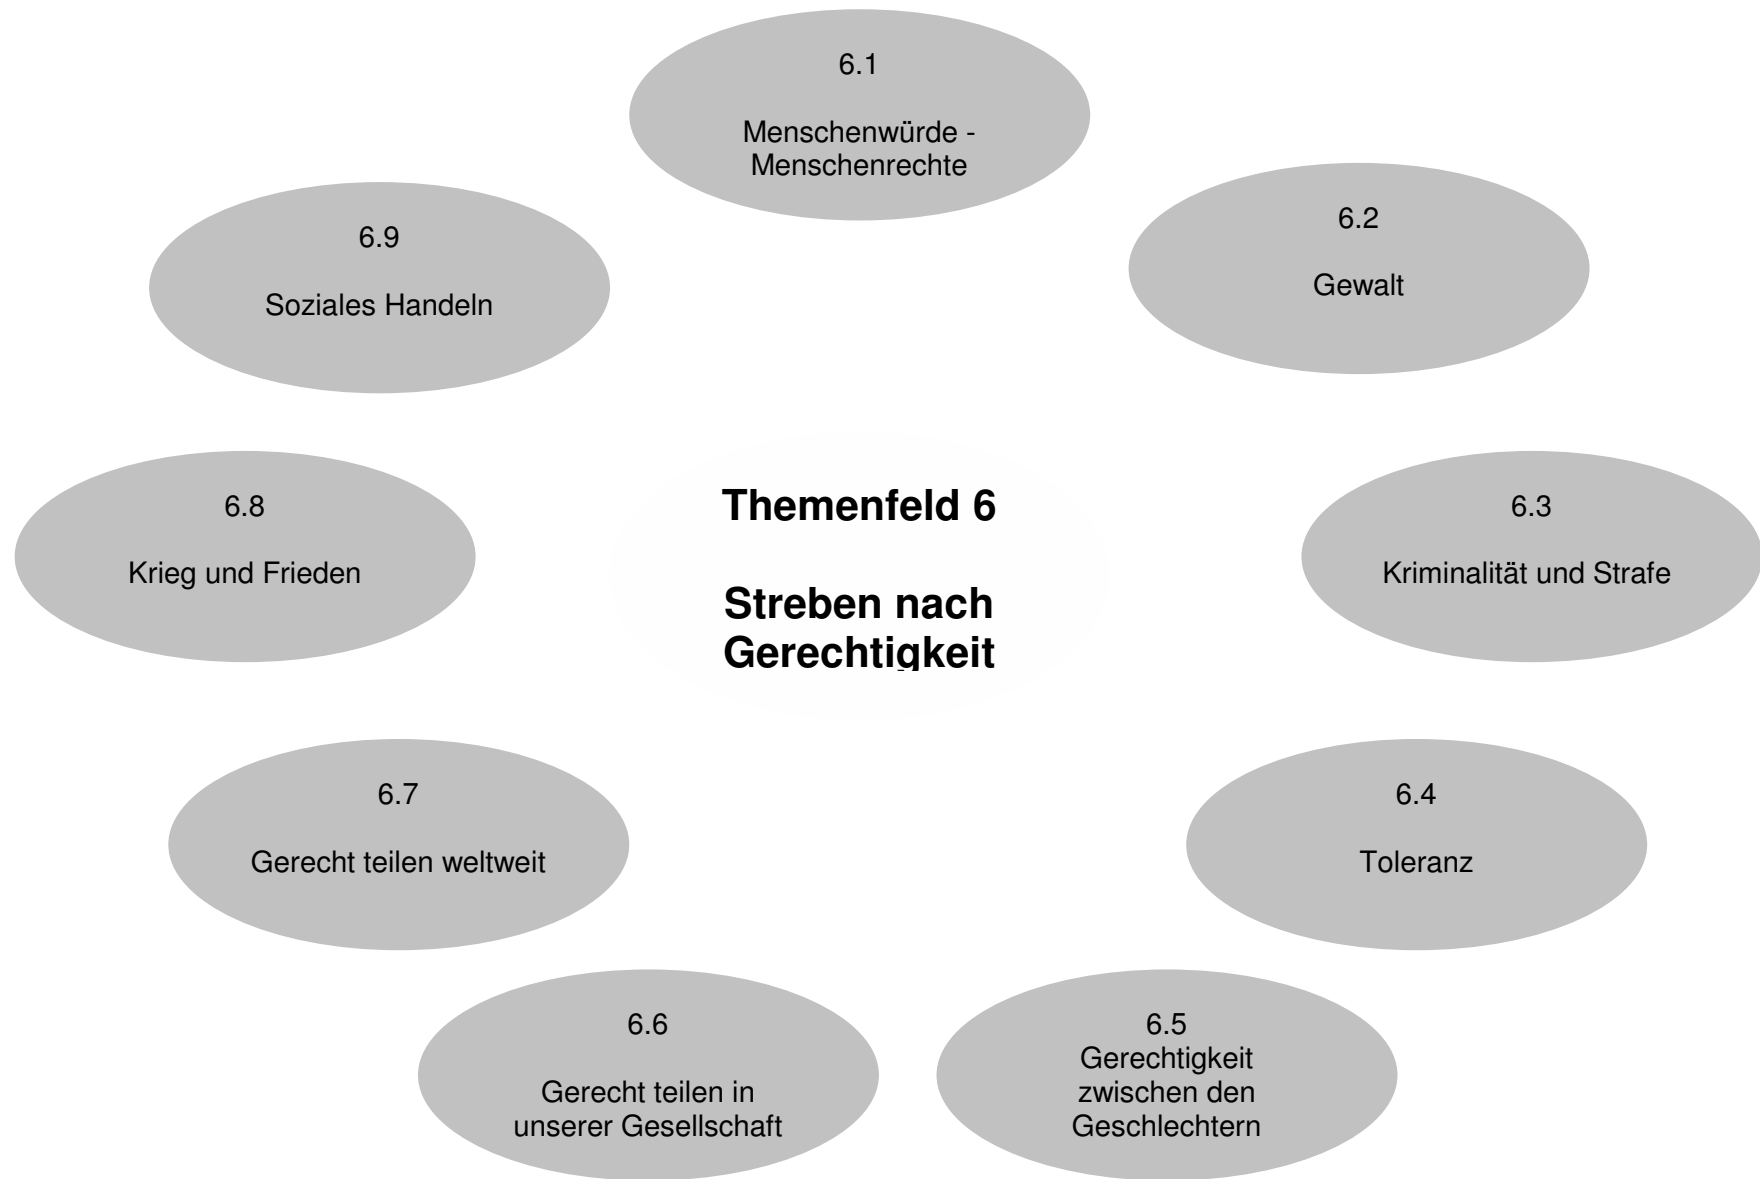 6.1
Menschenwürde -
Menschenrechte
6.2
Gewalt
6.9
Soziales Handeln
6.8
Krieg und Frieden
Themenfeld 6
Streben nach
Gerechtigkeit
6.3
Kriminalität und Strafe
6.7
Gerecht teilen weltweit
6.4
Toleranz
6.6
Gerecht teilen in
unserer Gesellschaft
6.5
Gerechtigkeit
zwischen den
Geschlechtern